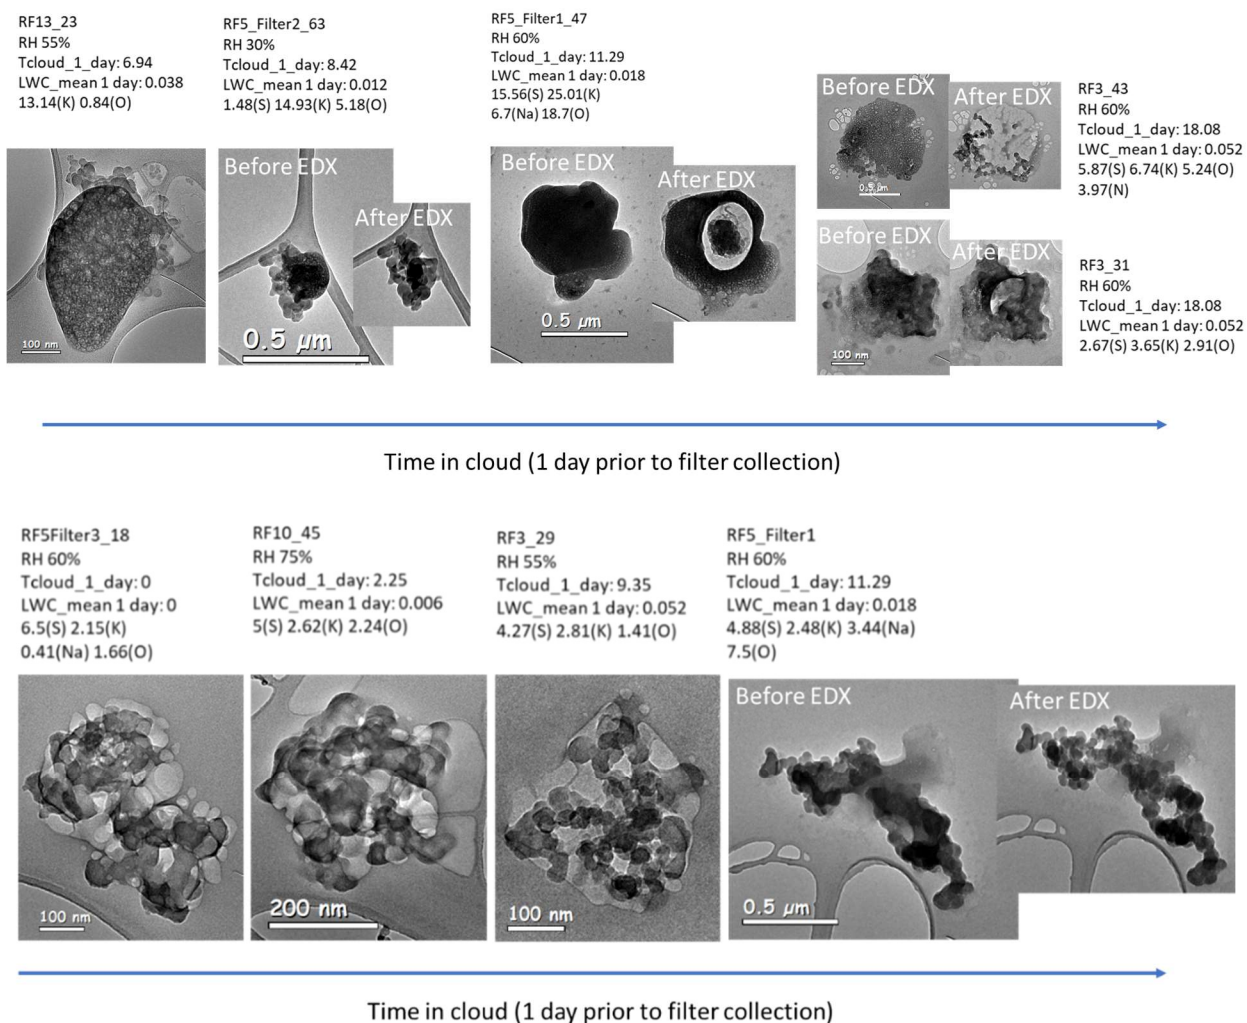 RF13_23
RH 55%
Tcloud_1_day: 6.94
LWC_mean 1 day: 0.038
13.14(K) 0.84(O)
100 nm
RF5_Filter2_63
RH 30%
Tcloud_1_day: 8.42
LWC_mean 1 day: 0.012
1.48(S) 14.93(K) 5.18(O)
Before EDX
After EDX
0.5 µm
RF5_Filter1_47
RH 60%
Tcloud_1_day: 11.29
LWC_mean 1 day: 0.018
15.56(S) 25.01(K)
6.7(Na) 18.7(O)
Before EDX
After EDX
0.5 µm
Before EDX
After EDX
0.5 µm
RF3_43
RH 60%
Tcloud_1_day: 18.08
LWC_mean 1 day: 0.052
5.87(S) 6.74(K) 5.24(O)
3.97(N)
Before EDX
After EDX
100 nm
RF3_31
RH 60%
Tcloud_1_day: 18.08
LWC_mean 1 day: 0.052
2.67(S) 3.65(K) 2.91(O)
Time in cloud (1 day prior to filter collection)
RF5Filter3_18
RH 60%
Tcloud_1_day: 0
LWC_mean 1 day: 0
6.5(S) 2.15(K)
0.41(Na) 1.66(O)
100 nm
RF10_45
RH 75%
Tcloud_1_day: 2.25
LWC_mean 1 day: 0.006
5(S) 2.62(K) 2.24(O)
200 nm
RF3_29
RH 55%
Tcloud_1_day: 9.35
LWC_mean 1 day: 0.052
4.27(S) 2.81(K) 1.41(O)
100 nm
RF5_Filter1
RH 60%
Tcloud_1_day: 11.29
LWC_mean 1 day: 0.018
4.88(S) 2.48(K) 3.44(Na)
7.5(O)
Before EDX
After EDX
0.5 µm
Time in cloud (1 day prior to filter collection)